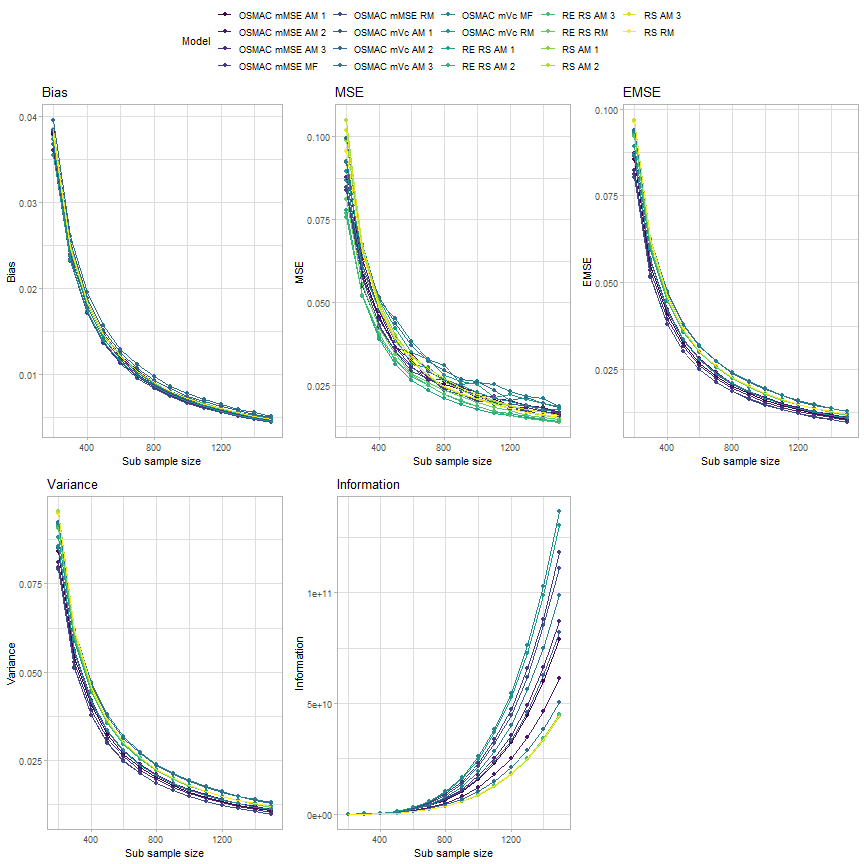 Model
OSMAC mMSE AM 1 OSMAC mMSE RM OSMAC mVc MF RE RS AM 3 RS AM 3
OSMAC mMSE AM 2 OSMAC mVc AM 1 OSMAC mVc RM RE RS RM RS RM
OSMAC mMSE AM 3 OSMAC mVc AM 2 RE RS AM 1 RS AM 1
OSMAC mMSE MF OSMAC mVc AM 3 RE RS AM 2 RS AM 2
Bias
0.04
0.03
0.02
0.01
Bias
400 800 1200
Sub sample size
MSE
0.100
0.075
0.050
0.025
MSE
400 800 1200
Sub sample size
EMSE
0.100
0.075
0.050
0.025
EMSE
400 800 1200
Sub sample size
Variance
0.075
0.050
0.025
Variance
400 800 1200
Sub sample size
Information
1e+11
5e+10
0e+00
Information
400 800 1200
Sub sample size